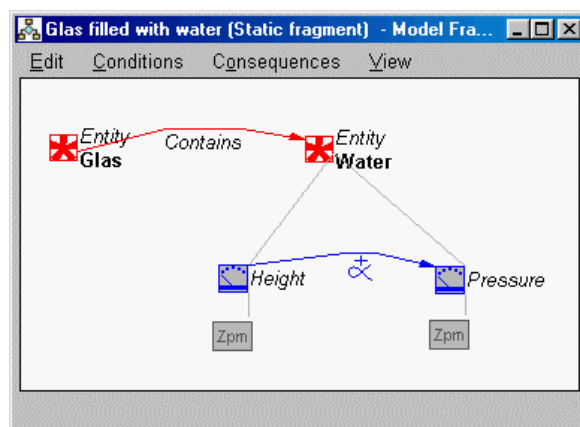 Glas filled with water (Static fragment) - Model Fra...
Edit Conditions Consequences View
Entity
Glas
Contains
Entity
Water
Height
Pressure
Zpm
Zpm